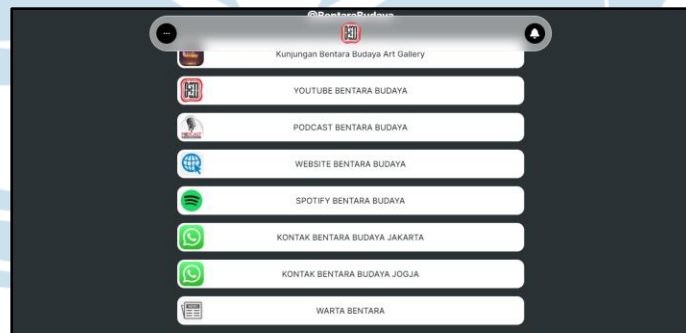 @BentaraBudaya
Kunjungan Bentara Budaya Art Gallery
YOUTUBE BENTARA BUDAYA
PODCAST BENTARA BUDAYA
WEBSITE BENTARA BUDAYA
SPOTIFY BENTARA BUDAYA
KONTAK BENTARA BUDAYA JAKARTA
KONTAK BENTARA BUDAYA JOGJA
WARTA BENTARA